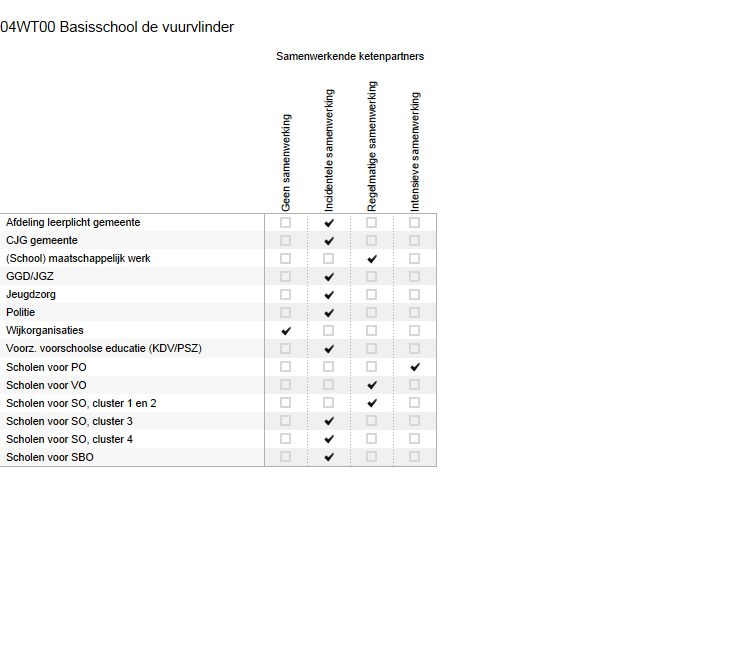 04WT00 Basisschool de vuurvlinder
Samenwerkende ketenpartners
Geen samenwerking
Incidentele samenwerking
Regelmatige samenwerking
Intensieve samenwerking
Afdeling leerplicht gemeente
CJG gemeente
(School) maatschappelijk werk
GGD/JGZ
Jeugdzorg
Politie
Wijkorganisaties
Voorz. voorschoolse educatie (KDV/PSZ)
Scholen voor PO
Scholen voor VO
Scholen voor SO, cluster 1 en 2
Scholen voor SO, cluster 3
Scholen voor SO, cluster 4
Scholen voor SBO